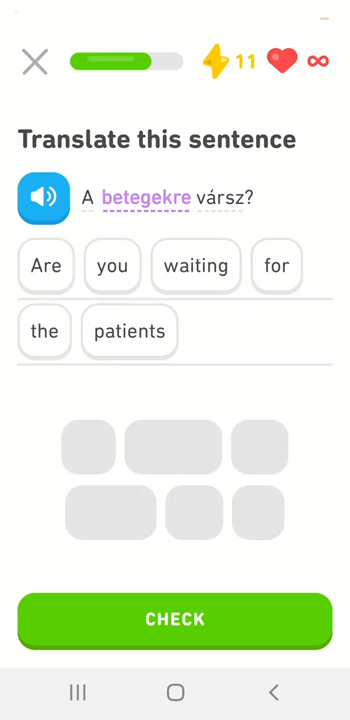 11
Translate this sentence
A betegekre vársz?
Are you waiting for
the patients
CHECK